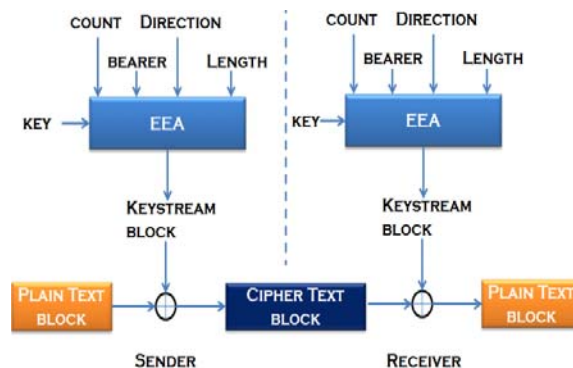 COUNT DIRECTION
BEARER LENGTH
KEY EEA
KEYSTREAM
BLOCK
COUNT DIRECTION
BEARER LENGTH
KEY EEA
KEYSTREAM
BLOCK
PLAIN TEXT
BLOCK
CIPHER TEXT
BLOCK
PLAIN TEXT
BLOCK
SENDER
RECEIVER